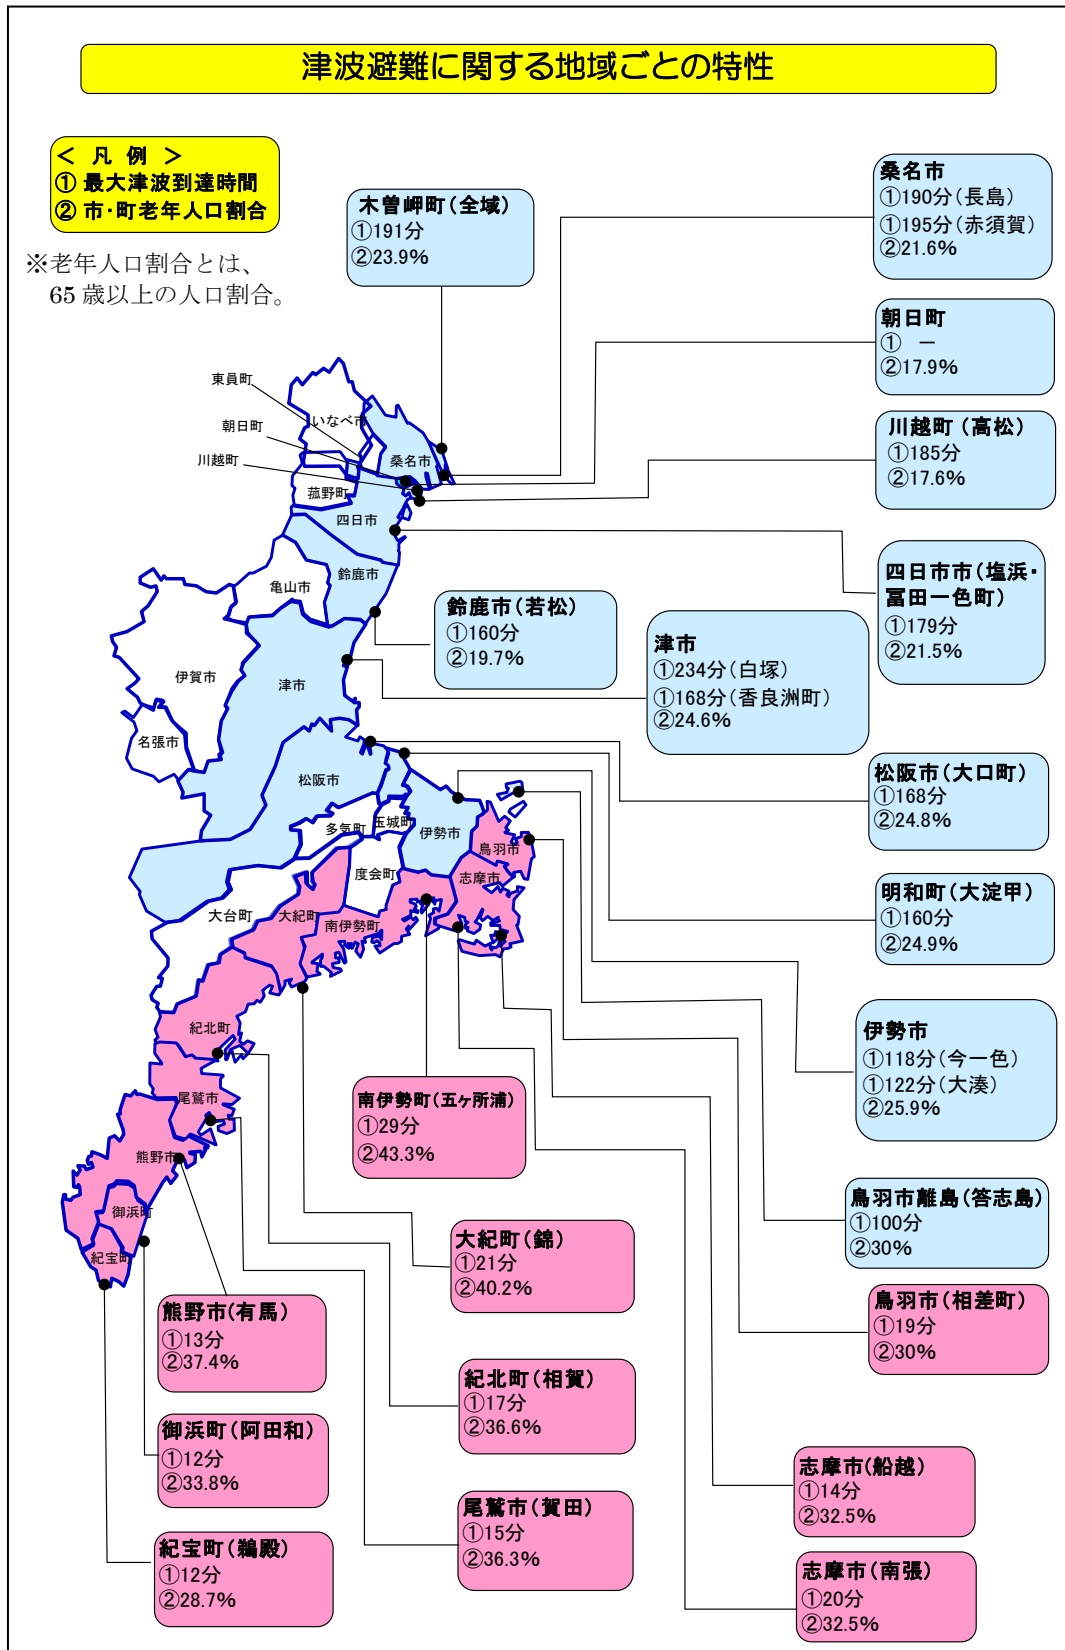 津波避難に関する地域ごとの特性
＜ 凡 例 ＞
① 最大津波到達時間
② 市・町老年人口割合
※老年人口割合とは、
65 歳以上の人口割合。
木曽岬町（全域）
①191分
②23.9%
桑名市
①190分（長島）
①195分（赤須賀）
②21.6%
朝日町
① －
②17.9%
川越町（高松）
①185分
②17.6%
四日市市（塩浜・
冨田一色町）
①179分
②21.5%
鈴鹿市（若松）
①160分
②19.7%
津市
①234分（白塚）
①168分（香良洲町）
②24.6%
松阪市（大口町）
①168分
②24.8%
明和町（大淀甲）
①160分
②24.9%
伊勢市
①118分（今一色）
①122分（大湊）
②25.9%
鳥羽市離島（答志島）
①100分
②30%
鳥羽市（相差町）
①19分
②30%
志摩市（船越）
①14分
②32.5%
志摩市（南張）
①20分
②32.5%
南伊勢町（五ヶ所浦）
①29分
②43.3%
大紀町（錦）
①21分
②40.2%
紀北町（相賀）
①17分
②36.6%
尾鷲市（賀田）
①15分
②36.3%
熊野市（有馬）
①13分
②37.4%
御浜町（阿田和）
①12分
②33.8%
紀宝町（鵜殿）
①12分
②28.7%
東員町
いなべ市
朝日町
桑名市
川越町
菰野町
四日市
鈴鹿市
亀山市
伊賀市
津市
名張市
松阪市
多気町
玉城町
伊勢市
鳥羽市
度会町
志摩市
大台町
大紀町
南伊勢町
紀北町
尾鷲市
熊野市
御浜町
紀宝町